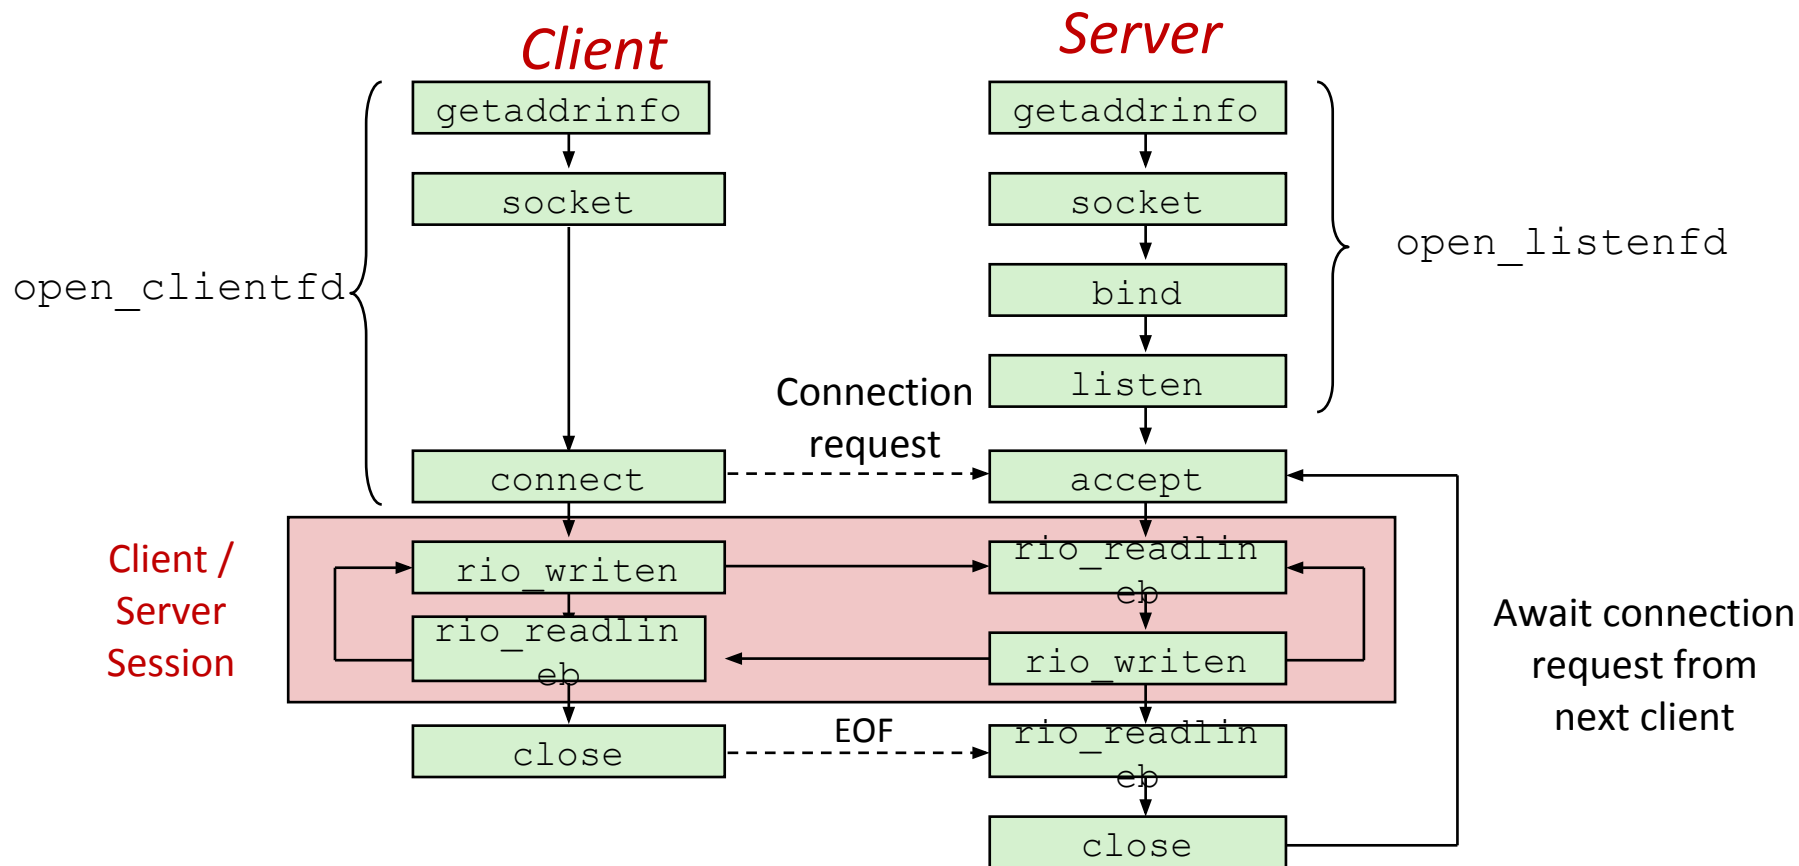 Client
Server
getaddrinfo
getaddrinfo
socket
socket
open_clientfd
open_listenfd
bind
listen
Connection
request
connect
accept
Client /
Server
Session
rio_writen
rio_readlin
eb
rio_readlin
eb
rio_writen
Await connection
request from
next client
close
EOF
rio_readlin
eb
close